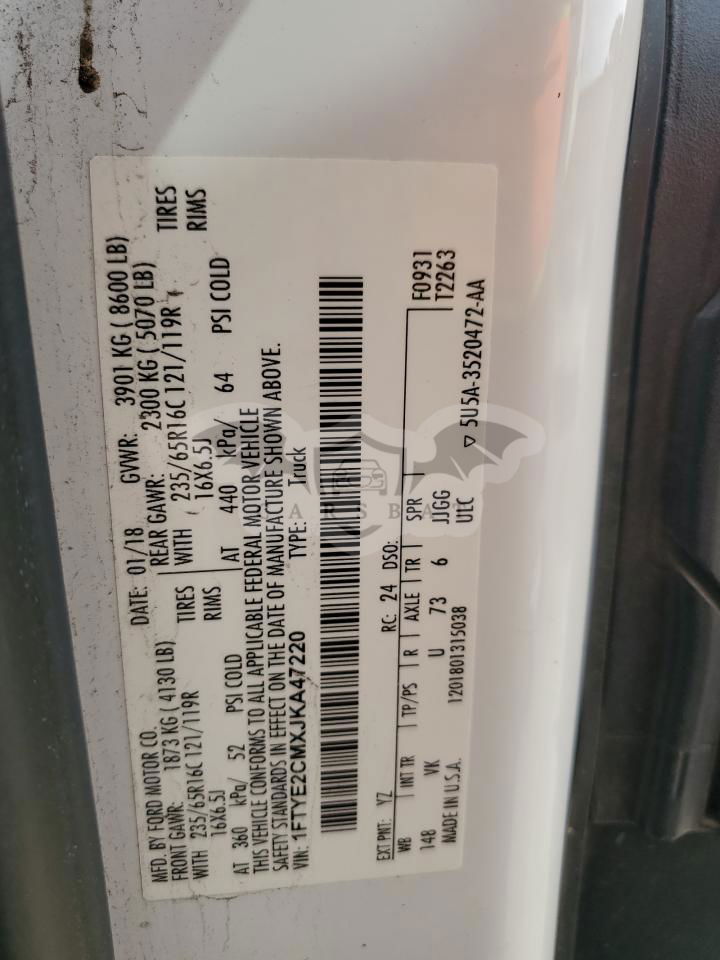 MFD. BY FORD MOTOR CO. DATE: 01/18 GVWR: 3901 KG ( 8600 LB)
FRONT GAWR: 1873 KG ( 4130 LB) REAR GAWR: 2300 KG ( 5070 LB)
WITH 235/65R16C 121/119R TIRES WITH 235/65R16C 121/119R TIRES
16X6.5J RIMS 16X6.5J RIMS
AT 360 kPa/ 52 PSI COLD AT 440 kPa/ 64 PSI COLD
THIS VEHICLE CONFORMS TO ALL APPLICABLE FEDERAL MOTOR VEHICLE
SAFETY STANDARDS IN EFFECT ON THE DATE OF MANUFACTURE SHOWN ABOVE.
VIN: 1FTYE2CMXJKA47220 TYPE: Truck
EXT PNT: YZ RC: 24 DSO:
WB INT TR TP/PS R AXLE TR SPR F0931
148 VK U 73 6 JJGG T2263
MADE IN U.S.A. 1201801315038 UIC
▽ 5U5A-3520472-AA
CARSBAT